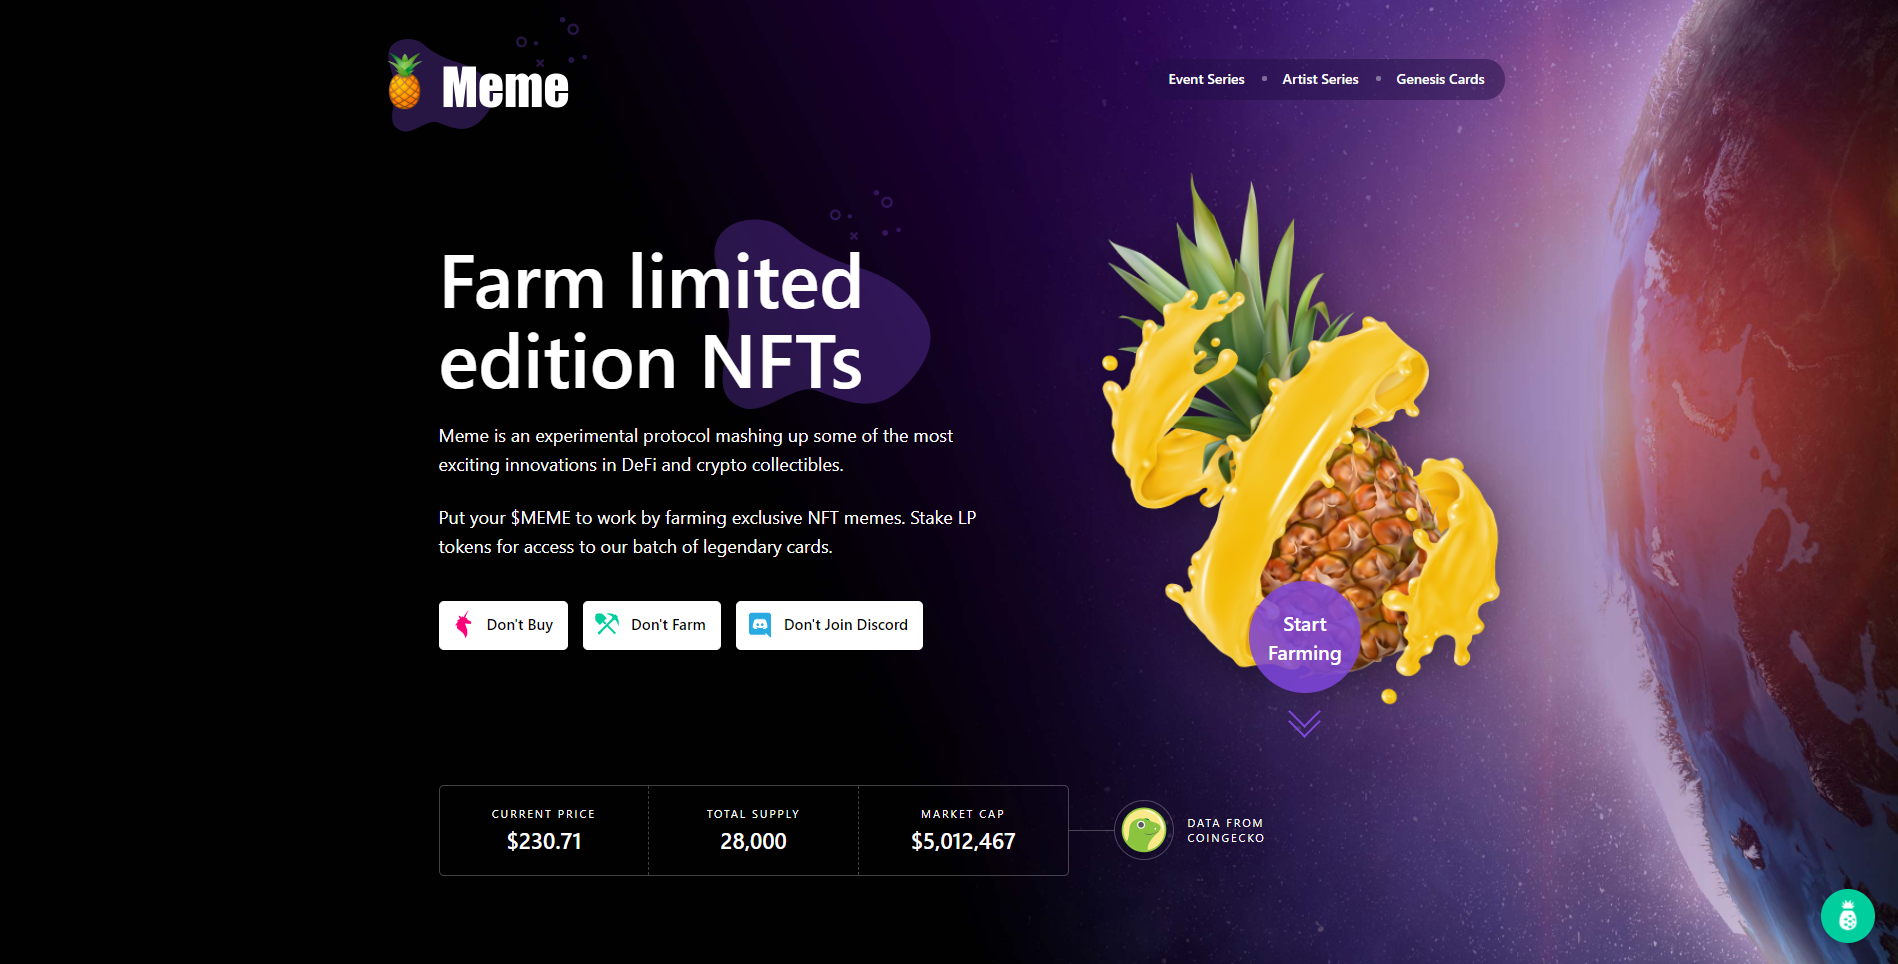 Meme
Event Series
Artist Series
Genesis Cards
Farm limited
edition NFTs
Meme is an experimental protocol mashing up some of the most
exciting innovations in DeFi and crypto collectibles.
Put your $MEME to work by farming exclusive NFT memes. Stake LP
tokens for access to our batch of legendary cards.
Don't Buy
Don't Farm
Don't Join Discord
Start
Farming
CURRENT PRICE
$230.71
TOTAL SUPPLY
28,000
MARKET CAP
$5,012,467
DATA FROM
COINGECKO